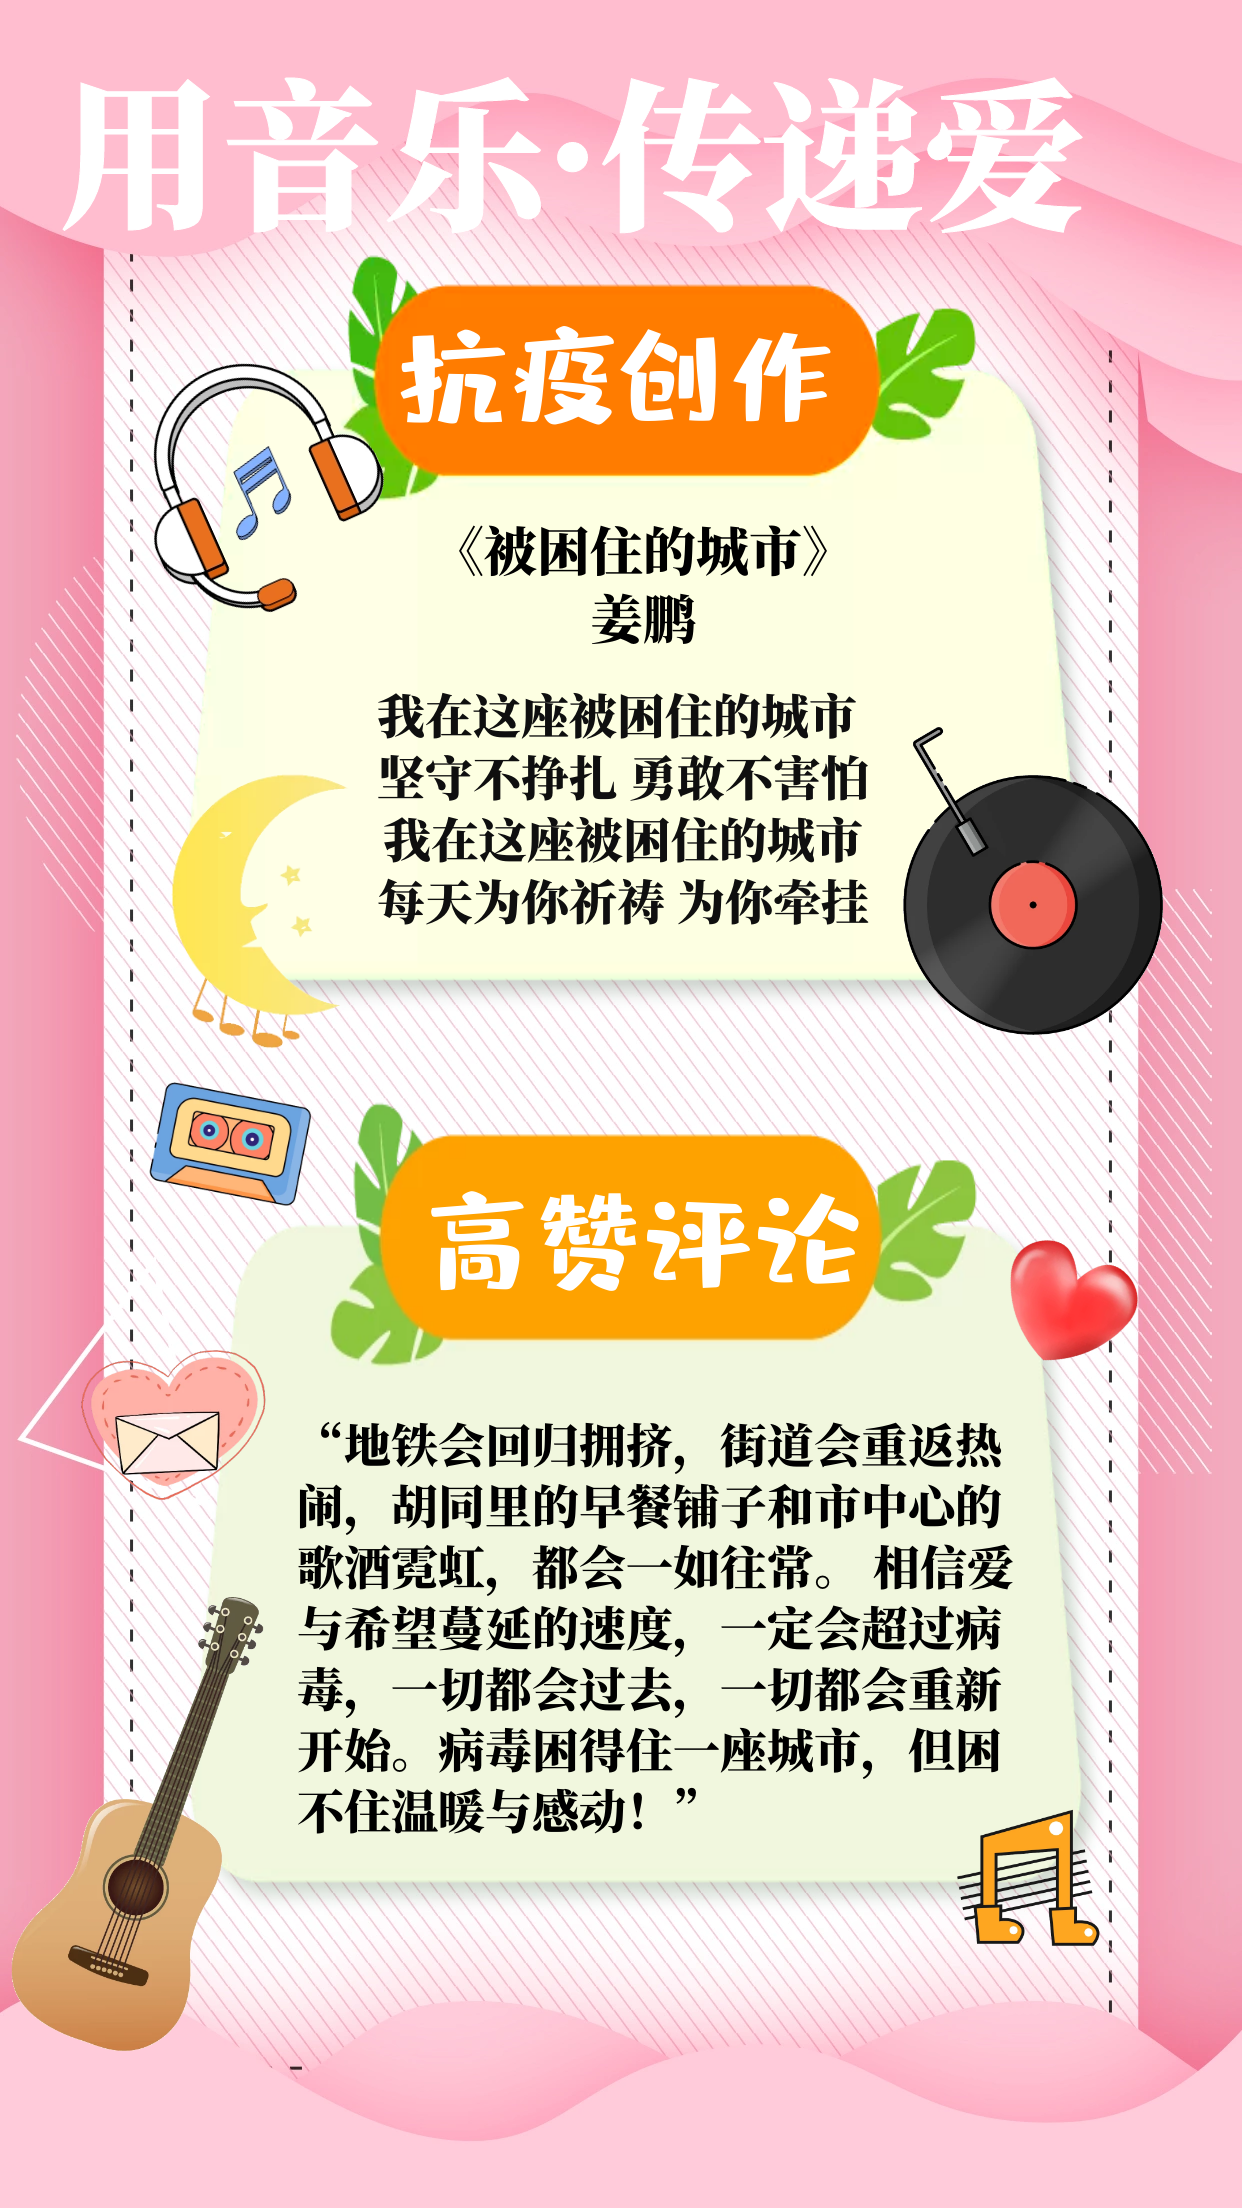 用音乐·传递爱
抗疫创作
《被困住的城市》
姜鹏
我在这座被困住的城市
坚守不挣扎 勇敢不害怕
我在这座被困住的城市
每天为你祈祷 为你牵挂
高赞评论
“地铁会回归拥挤，街道会重返热
闹，胡同里的早餐铺子和市中心的
歌酒霓虹，都会一如往常。 相信爱
与希望蔓延的速度，一定会超过病
毒，一切都会过去，一切都会重新
开始。病毒困得住一座城市，但困
不住温暖与感动！”